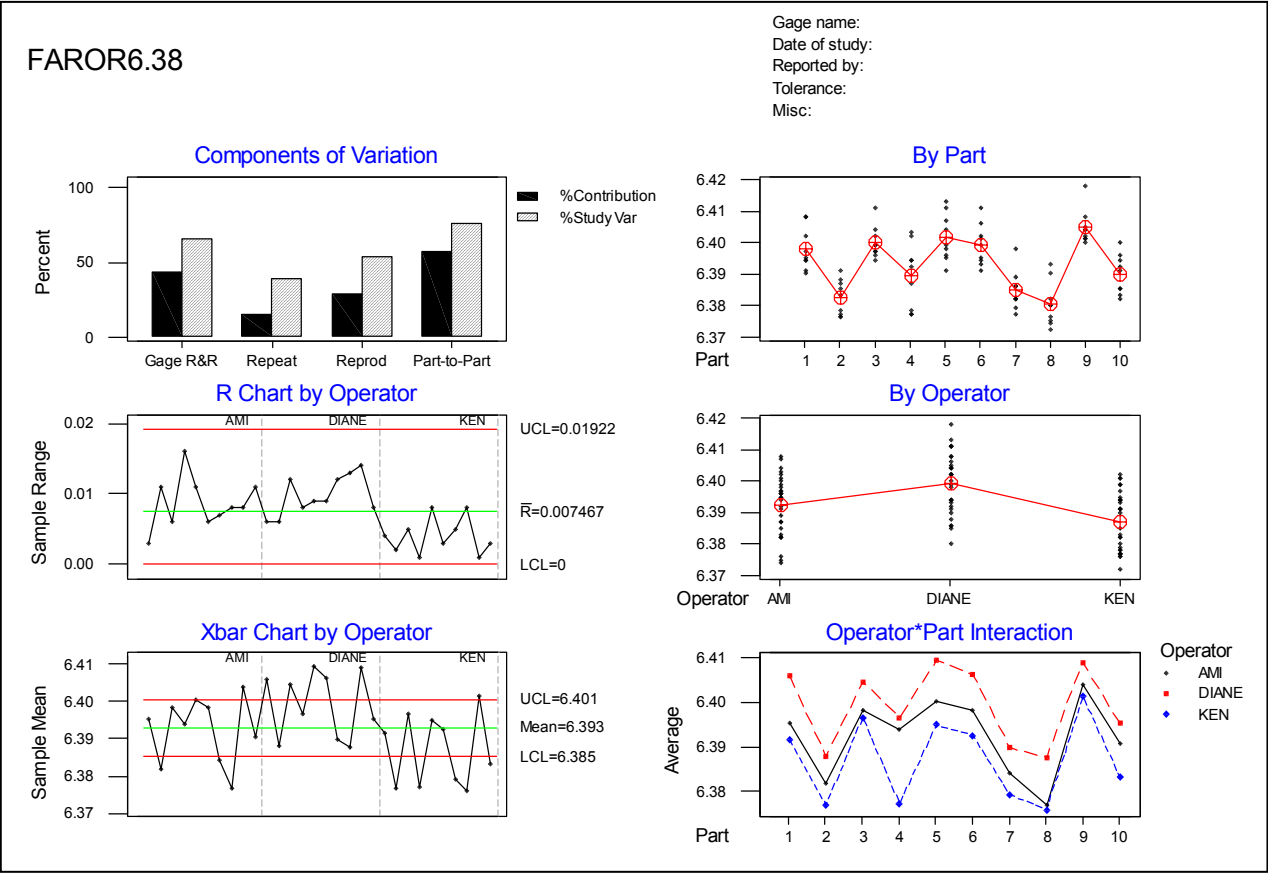 FAROR6.38
Gage name:
Date of study:
Reported by:
Tolerance:
Misc:
Components of Variation
100
50
0
Percent
Gage R&R Repeat Reprod Part-to-Part
%Contribution
%Study Var
By Part
6.42
6.41
6.40
6.39
6.38
6.37
Part 1 2 3 4 5 6 7 8 9 10
R Chart by Operator
AMI DIANE KEN
0.02
0.01
0.00
Sample Range
UCL=0.01922
R̅=0.007467
LCL=0
By Operator
6.42
6.41
6.40
6.39
6.38
6.37
Operator AMI DIANE KEN
Xbar Chart by Operator
AMI DIANE KEN
6.41
6.40
6.39
6.38
6.37
Sample Mean
UCL=6.401
Mean=6.393
LCL=6.385
Operator*Part Interaction
6.41
6.40
6.39
6.38
Average
Part 1 2 3 4 5 6 7 8 9 10
Operator
AMI
DIANE
KEN